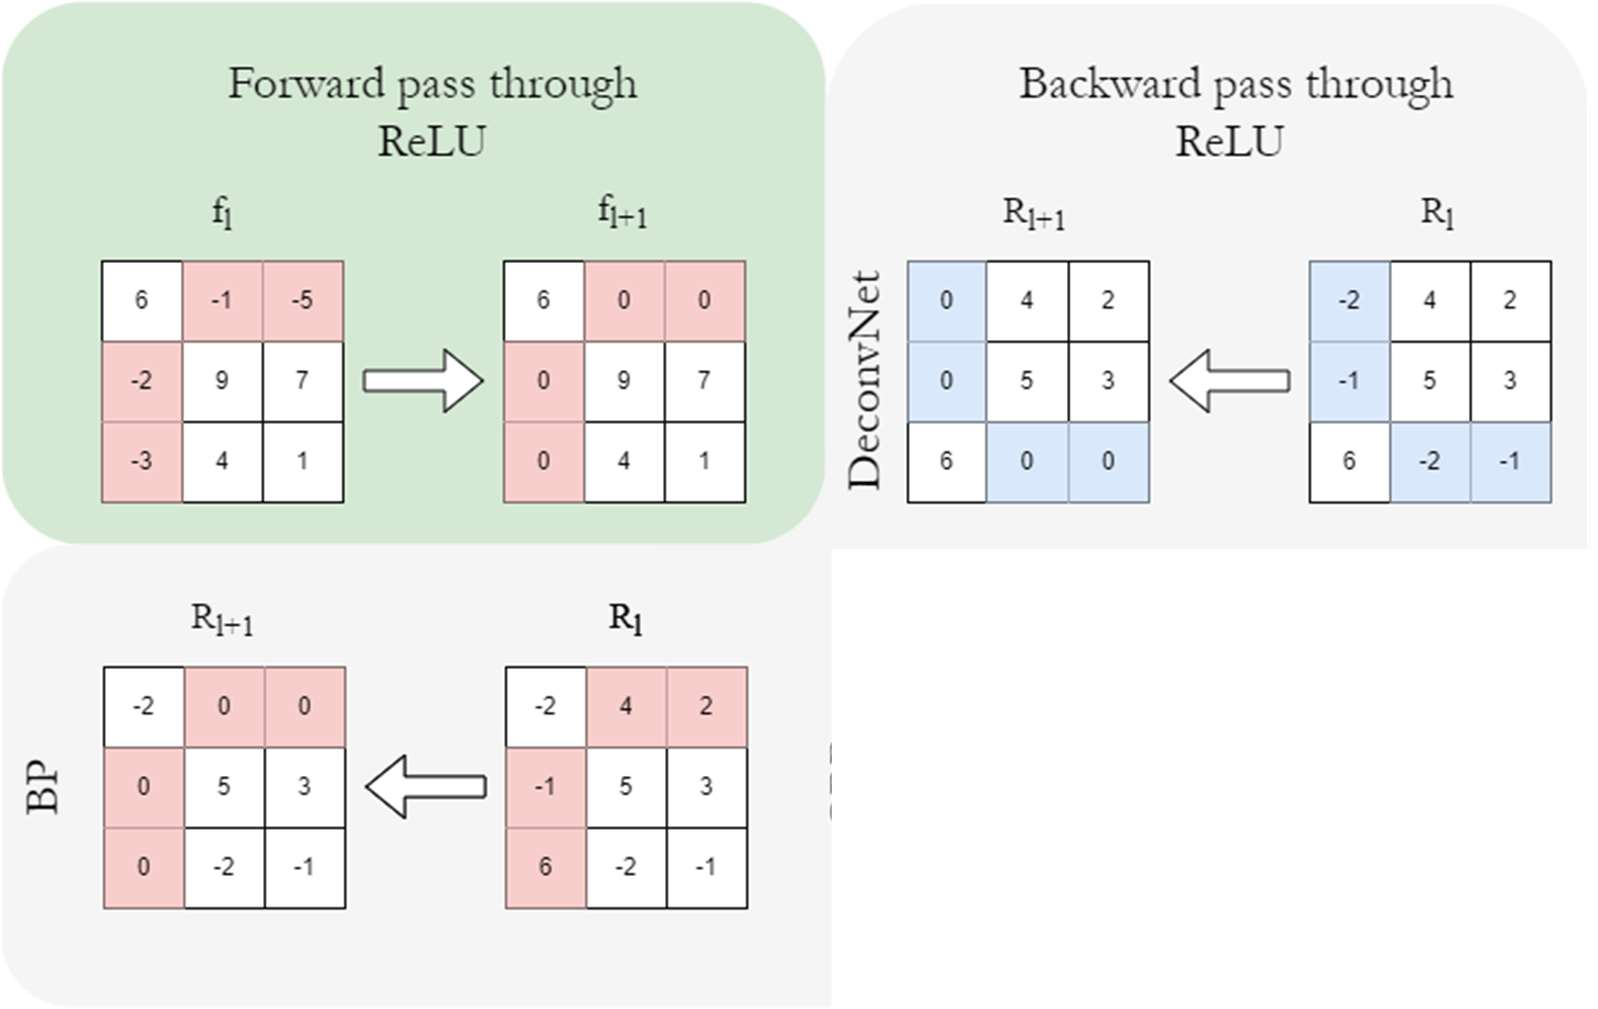 Forward pass through
ReLU
f_l
f_l+1
6 -1 -5
-2 9 7
-3 4 1
6 0 0
0 9 7
0 4 1
Backward pass through
ReLU
DeconvNet
R_l+1
R_l
0 4 2
0 5 3
6 0 0
-2 4 2
-1 5 3
6 -2 -1
BP
R_l+1
R_l
-2 0 0
0 5 3
0 -2 -1
-2 4 2
-1 5 3
6 -2 -1